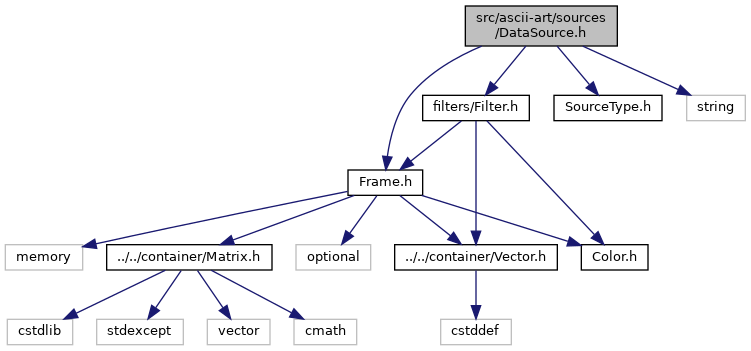 src/ascii-art/sources
/DataSource.h
filters/Filter.h
SourceType.h
string
Frame.h
memory
../../container/Matrix.h
optional
../../container/Vector.h
Color.h
cstdlib
stdexcept
vector
cmath
cstddef